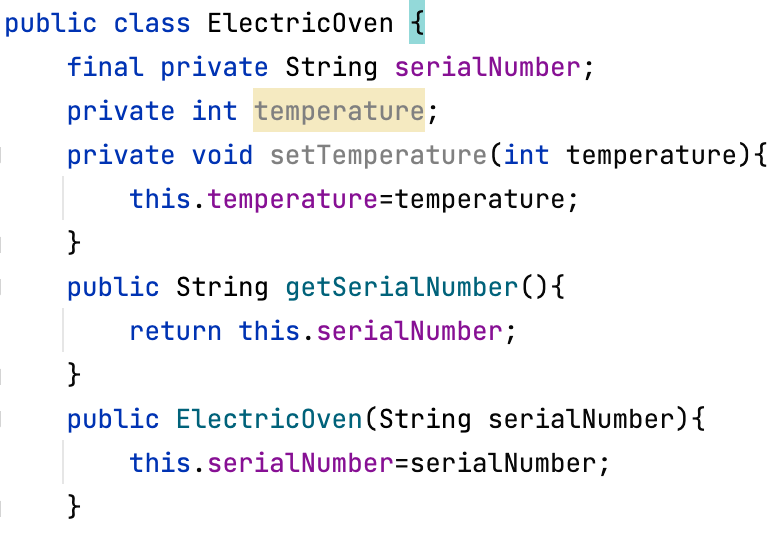 public class ElectricOven {
    final private String serialNumber;
    private int temperature;
    private void setTemperature(int temperature){
        this.temperature=temperature;
    }
    public String getSerialNumber(){
        return this.serialNumber;
    }
    public ElectricOven(String serialNumber){
        this.serialNumber=serialNumber;
    }